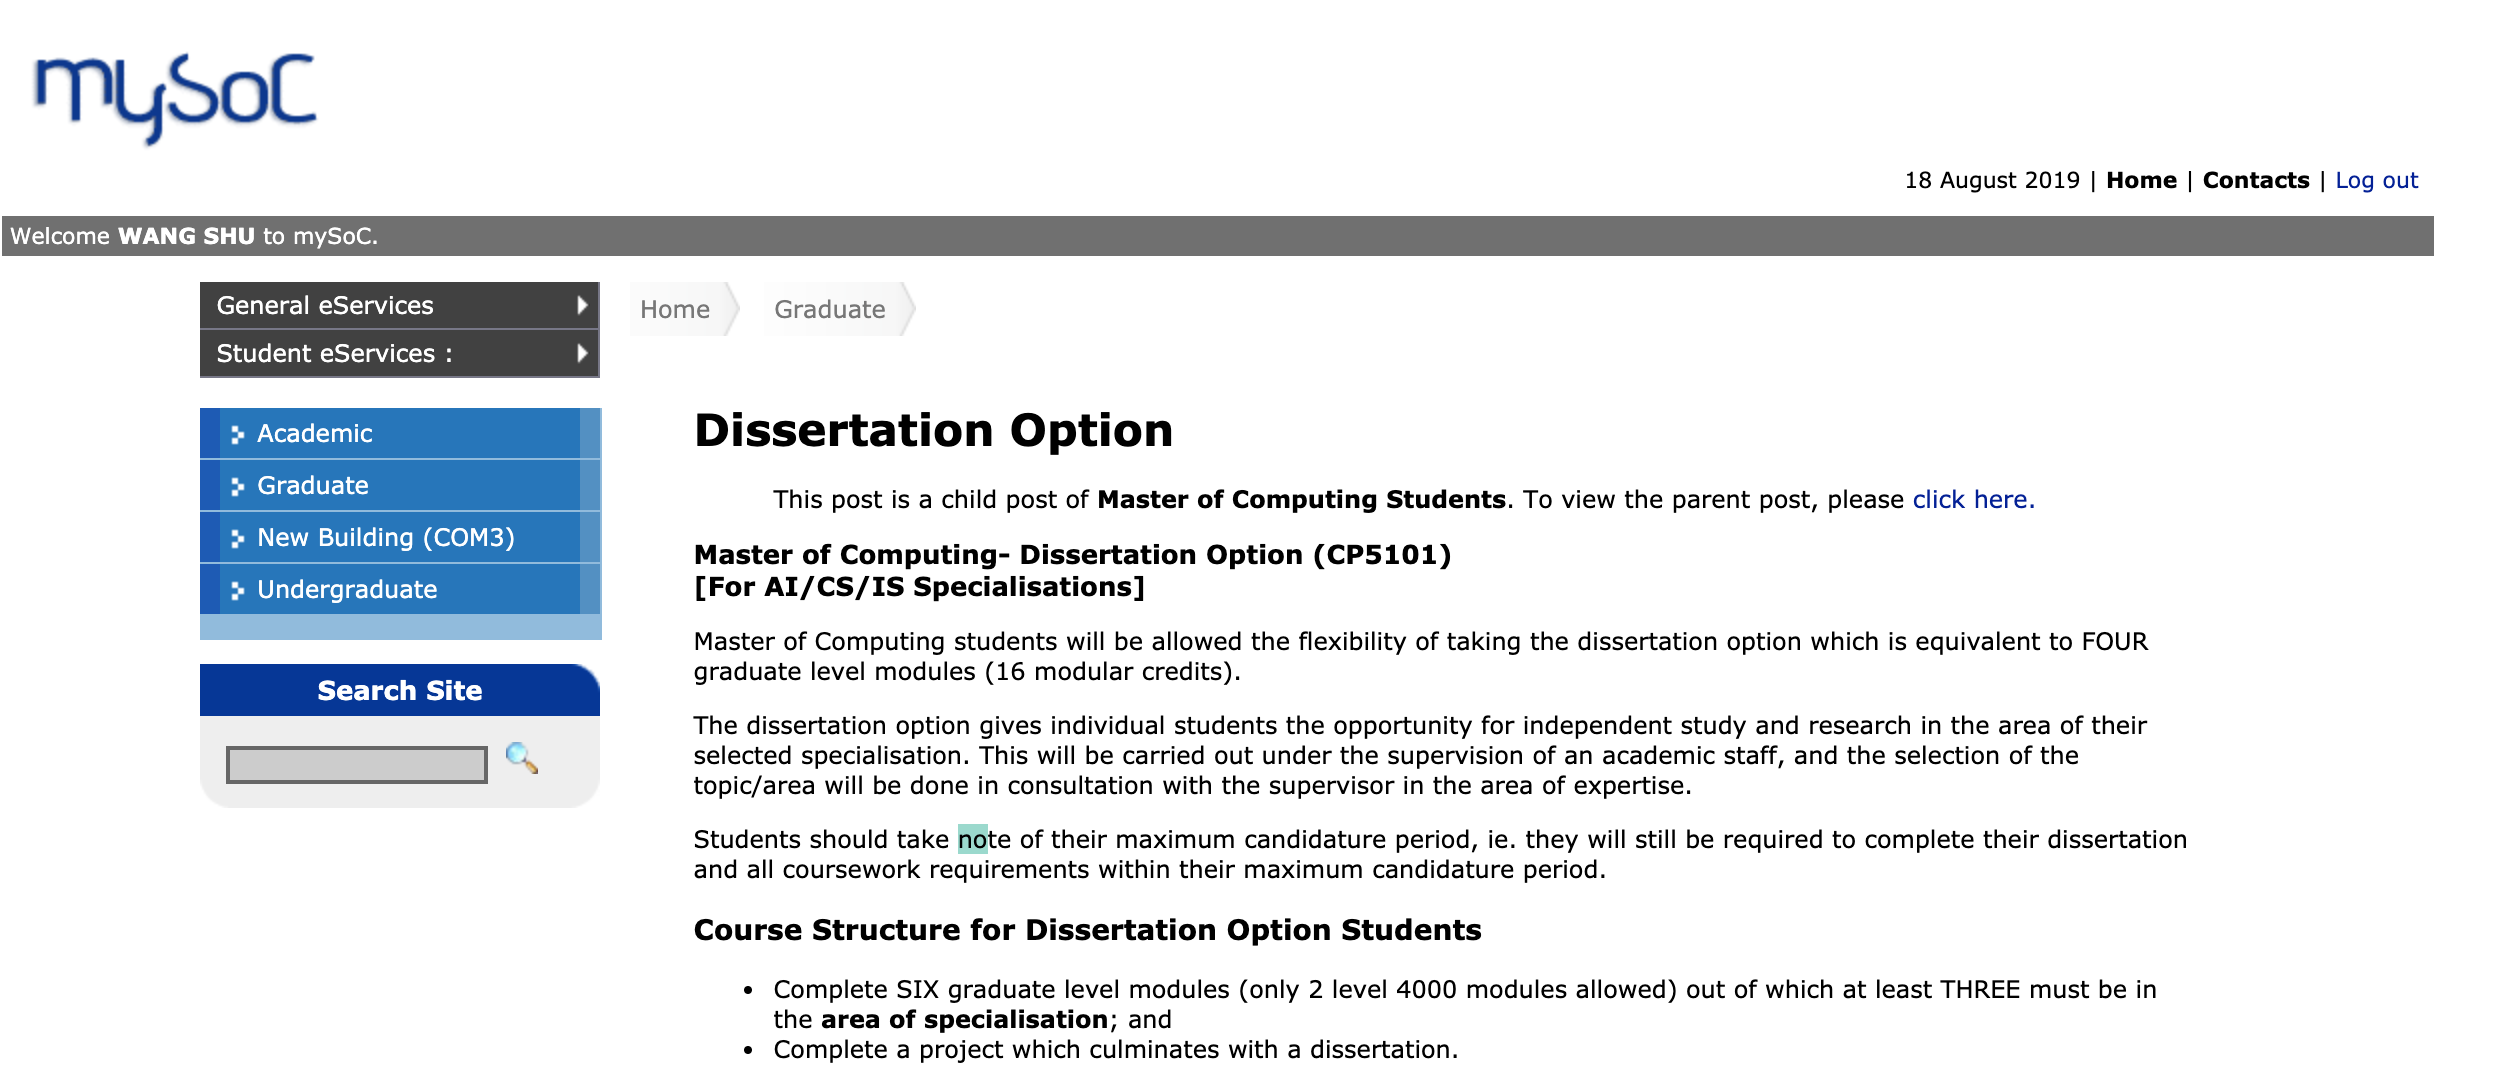 mySoC
18 August 2019 | Home | Contacts | Log out
Welcome WANG SHU to mySoC.
General eServices
Student eServices :
Home
Graduate
Academic
Graduate
New Building (COM3)
Undergraduate
Search Site
Dissertation Option
This post is a child post of Master of Computing Students. To view the parent post, please click here.
Master of Computing- Dissertation Option (CP5101)
[For AI/CS/IS Specialisations]
Master of Computing students will be allowed the flexibility of taking the dissertation option which is equivalent to FOUR
graduate level modules (16 modular credits).
The dissertation option gives individual students the opportunity for independent study and research in the area of their
selected specialisation. This will be carried out under the supervision of an academic staff, and the selection of the
topic/area will be done in consultation with the supervisor in the area of expertise.
Students should take note of their maximum candidature period, ie. they will still be required to complete their dissertation
and all coursework requirements within their maximum candidature period.
Course Structure for Dissertation Option Students
• Complete SIX graduate level modules (only 2 level 4000 modules allowed) out of which at least THREE must be in
the area of specialisation; and
• Complete a project which culminates with a dissertation.